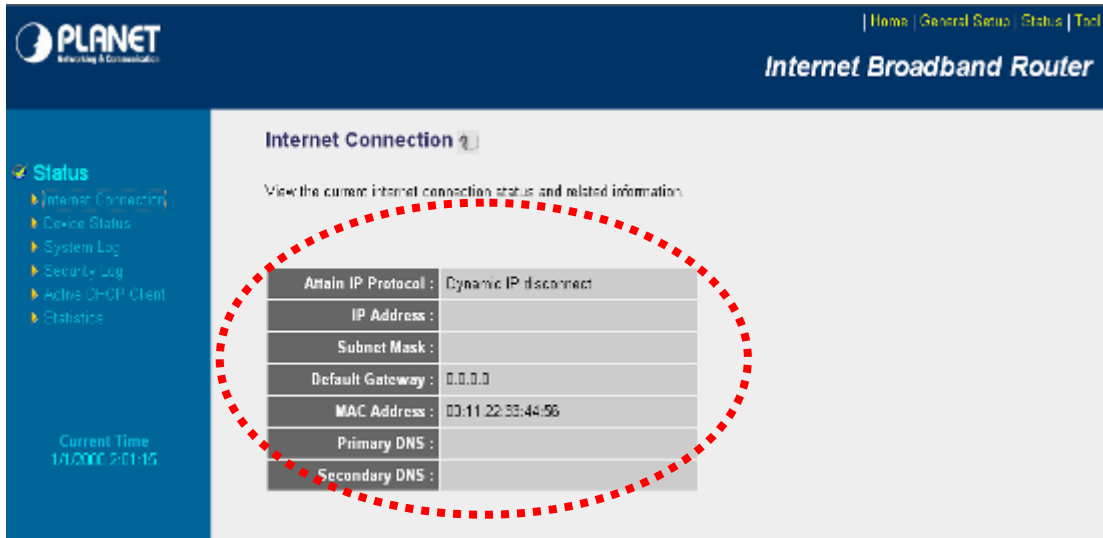 PLANET
Networking & Communication
| Home | General Setup | Status | Tool
Internet Broadband Router
Status
Internet Connection
Device Status
System Log
Security Log
Active DHCP Client
Statistics
Current Time
1/1/2000 2:01:15
Internet Connection
View the current internet connection status and related information.
Attain IP Protocol : Dynamic IP disconnect
IP Address :
Subnet Mask :
Default Gateway : 0.0.0.0
MAC Address : 00:11:22:33:44:56
Primary DNS :
Secondary DNS :